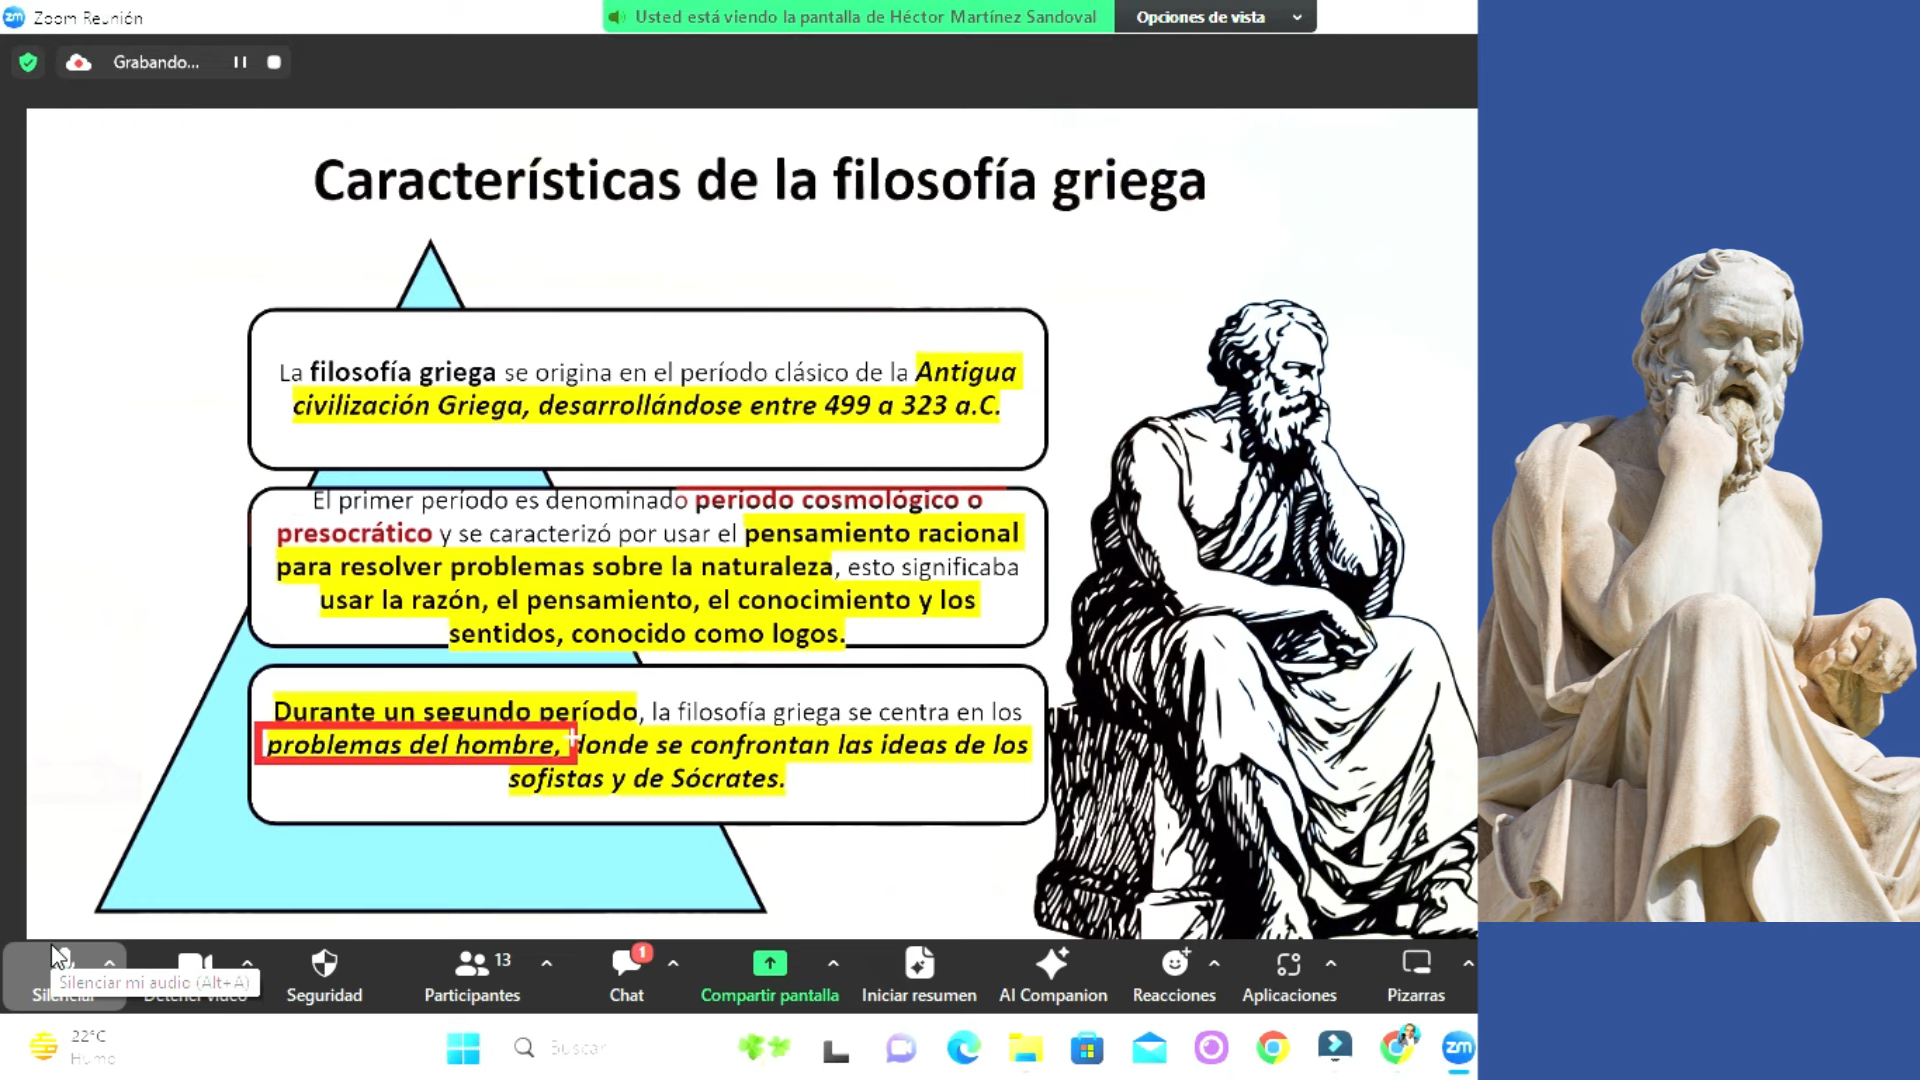 Zoom Reunión
Usted está viendo la pantalla de Héctor Martínez Sandoval
Opciones de vista
Grabando...
Características de la filosofía griega
La filosofía griega se origina en el período clásico de la Antigua
civilización Griega, desarrollándose entre 499 a 323 a.C.
El primer período es denominado período cosmológico o
presocrático y se caracterizó por usar el pensamiento racional
para resolver problemas sobre la naturaleza, esto significaba
usar la razón, el pensamiento, el conocimiento y los
sentidos, conocido como logos.
Durante un segundo período, la filosofía griega se centra en los
problemas del hombre, donde se confrontan las ideas de los
sofistas y de Sócrates.
13
1
Silenciar mi audio (Alt+A)
Silenciar
Detener video
Seguridad
Participantes
Chat
Compartir pantalla
Iniciar resumen
AI Companion
Reacciones
Aplicaciones
Pizarras
22°C
Humo
Buscar
zm